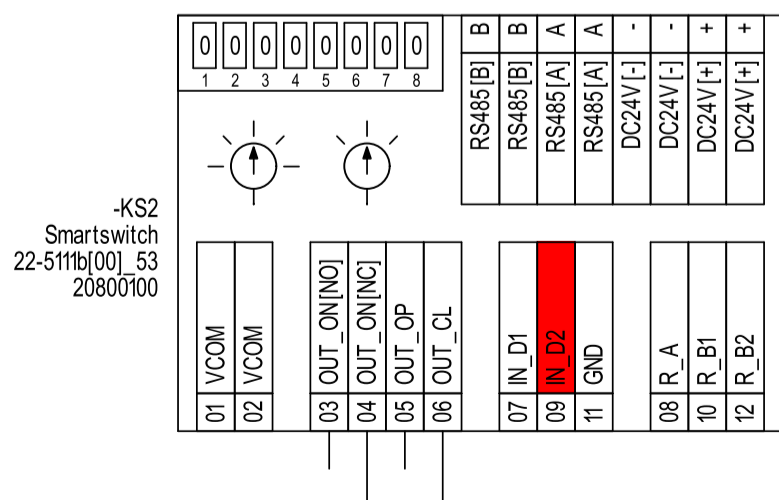 0 0 0 0 0 0 0 0
1 2 3 4 5 6 7 8
B B A A - - + +
RS485[B] RS485[B] RS485[A] RS485[A] DC24V[-] DC24V[-] DC24V[+] DC24V[+]
-KS2
Smartswitch
22-5111b[00]_53
20800100
VCOM VCOM OUT_ON[NO] OUT_ON[NC] OUT_OP OUT_CL IN_D1 IN_D2 GND R_A R_B1 R_B2
01 02 03 04 05 06 07 09 11 08 10 12